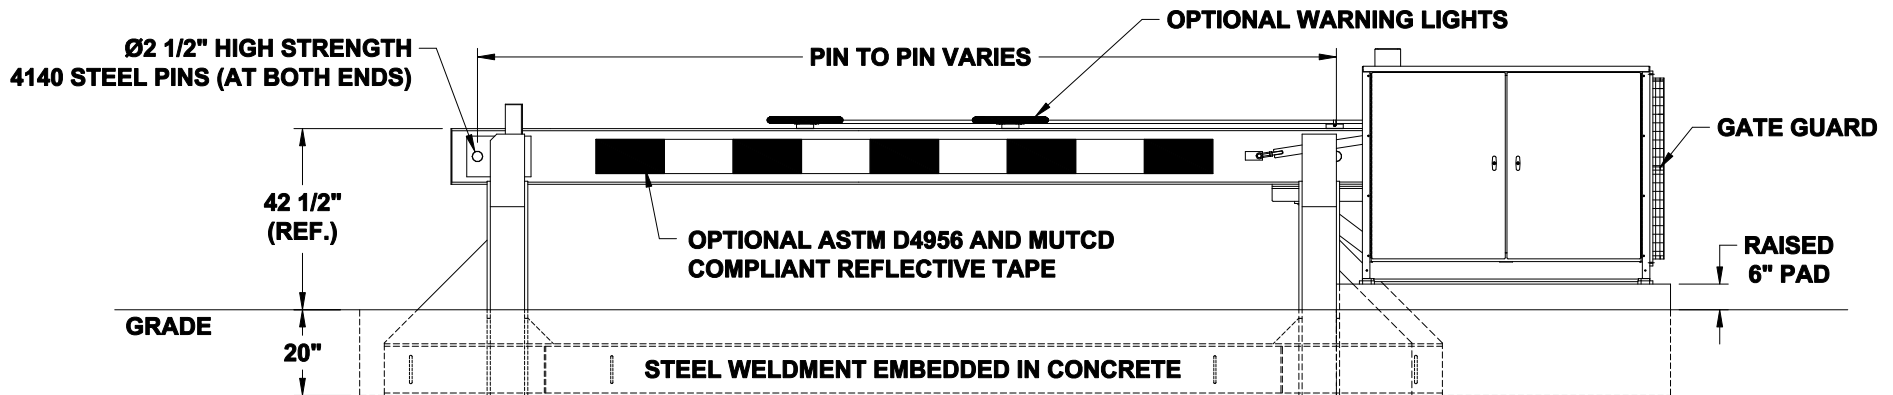 OPTIONAL WARNING LIGHTS
Ø2 1/2" HIGH STRENGTH
4140 STEEL PINS (AT BOTH ENDS)
PIN TO PIN VARIES
GATE GUARD
42 1/2"
(REF.)
OPTIONAL ASTM D4956 AND MUTCD
COMPLIANT REFLECTIVE TAPE
RAISED
6" PAD
GRADE
20"
STEEL WELDMENT EMBEDDED IN CONCRETE